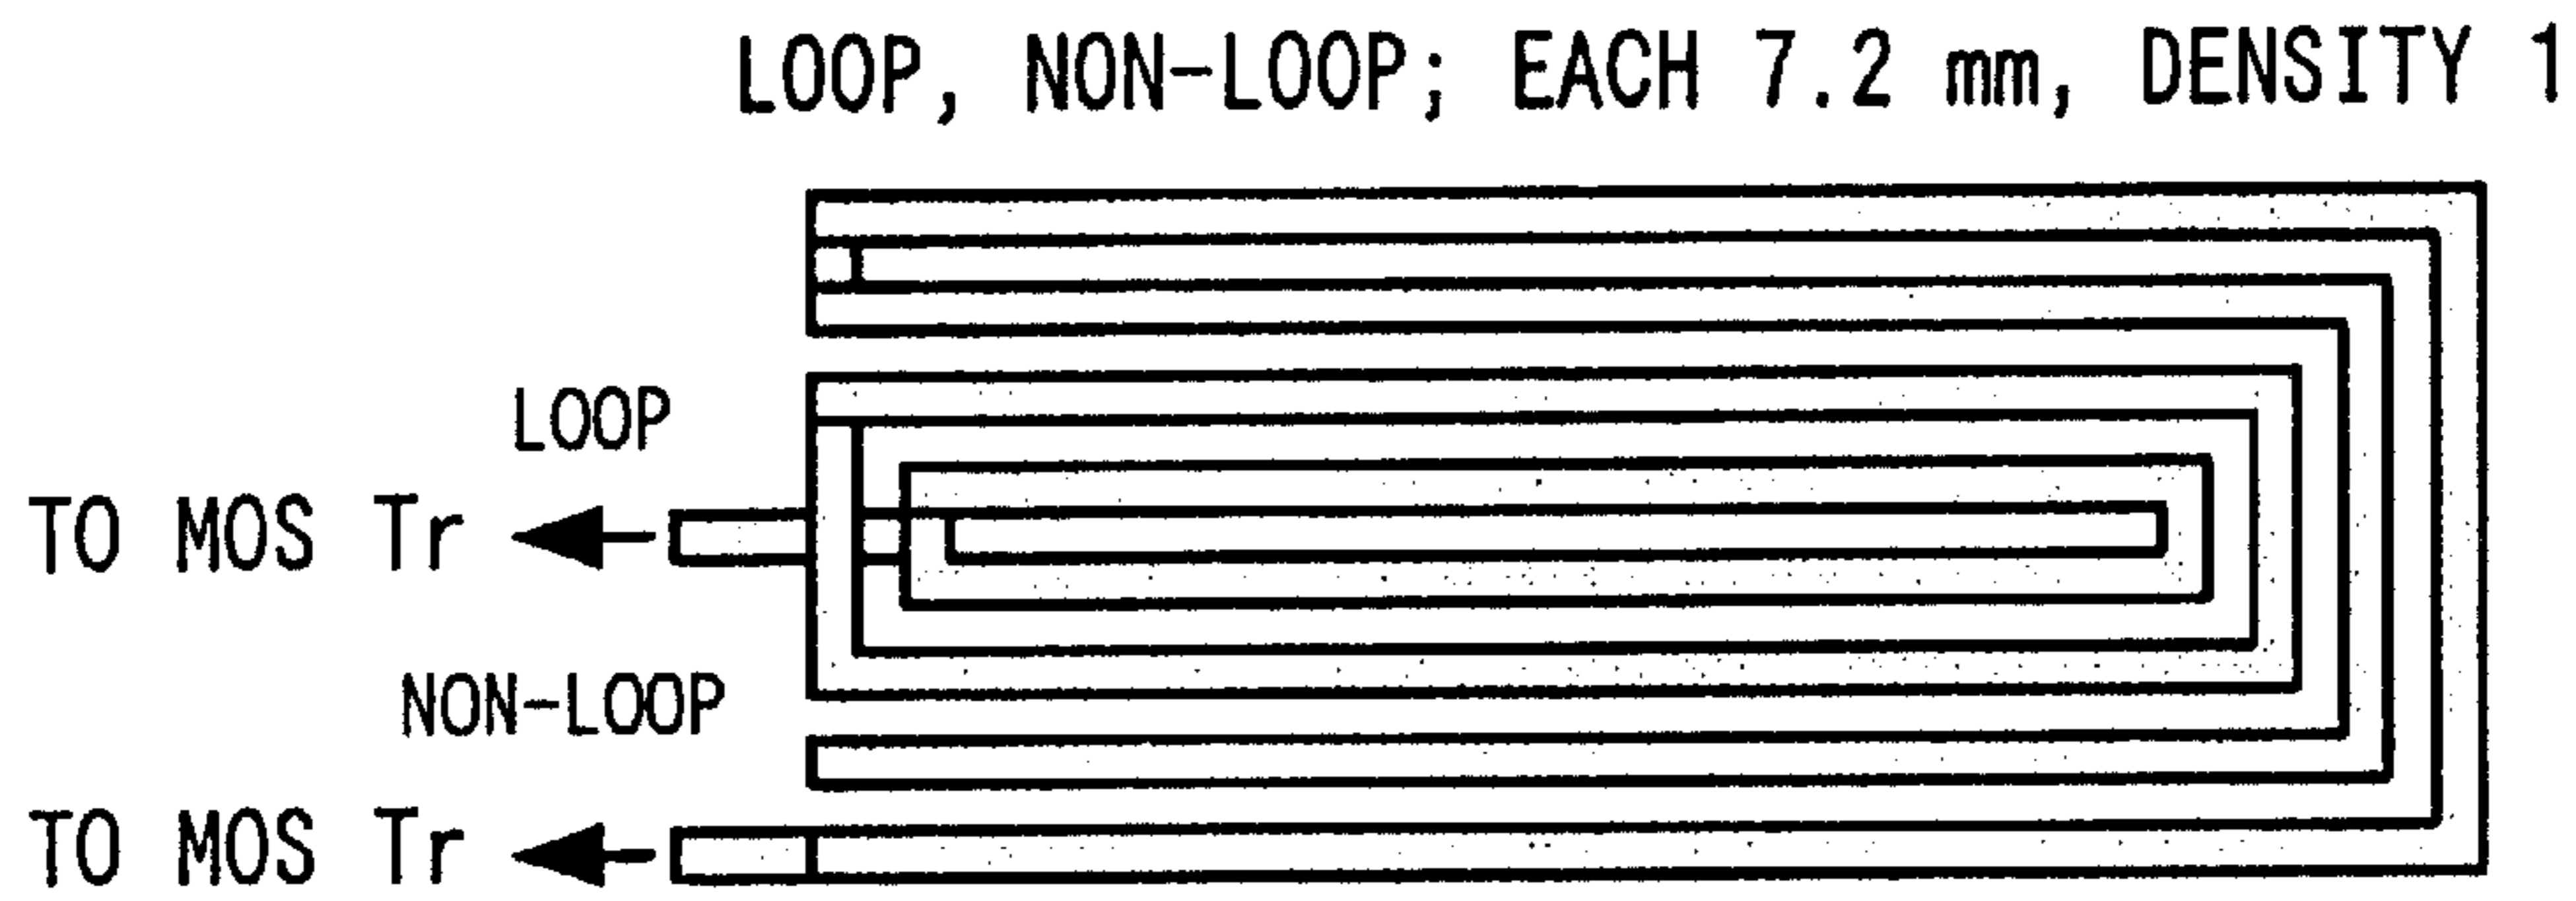 LOOP, NON-LOOP; EACH 7.2 mm, DENSITY 1
LOOP
TO MOS Tr
NON-LOOP
TO MOS Tr